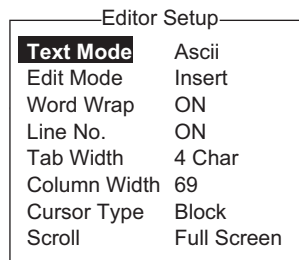 Editor Setup
Text Mode Ascii
Edit Mode Insert
Word Wrap ON
Line No. ON
Tab Width 4 Char
Column Width 69
Cursor Type Block
Scroll Full Screen